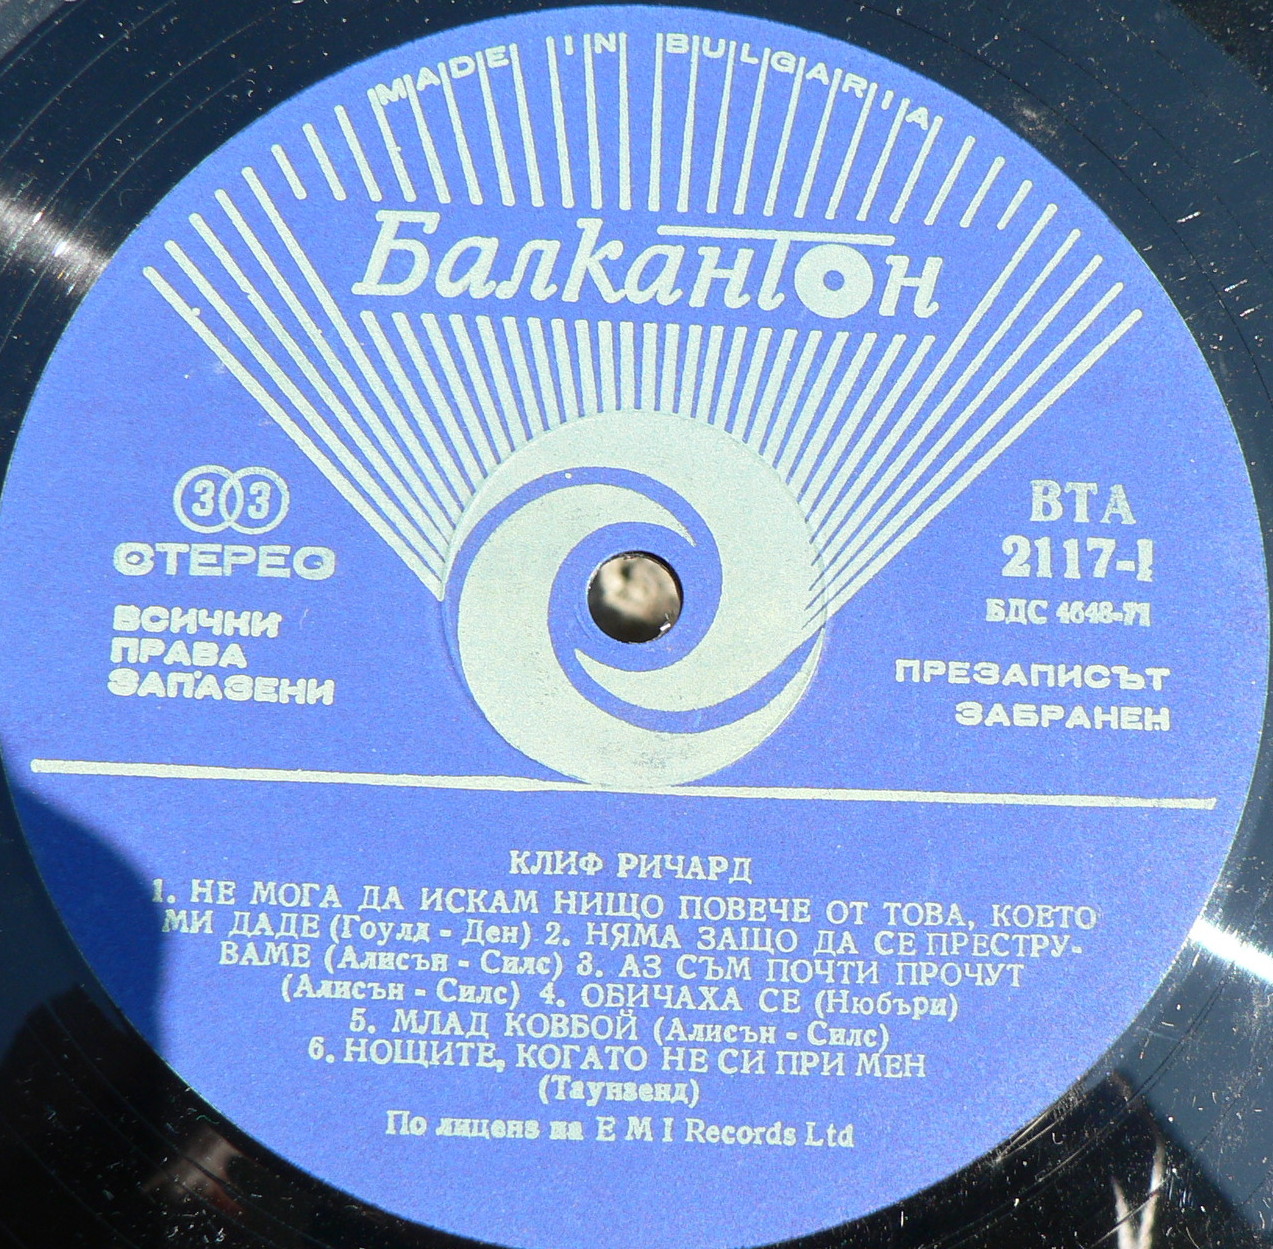 MADE IN BULGARIA
Балкантон
33
СТЕРЕО
ВСИЧКИ
ПРАВА
ЗАПАЗЕНИ
ВТА
21117-I
БДС 4648-71
ПРЕЗАПИСЪТ
ЗАБРАНЕН
КЛИФ РИЧАРД
1. НЕ МОГА ДА ИСКАМ НИЩО ПОВЕЧЕ ОТ ТОВА, КОЕТО
МИ ДАДЕ (Гоулд - Ден) 2. НЯМА ЗАЩО ДА СЕ ПРЕСТРУ-
ВАМЕ (Алисън - Силс) 3. АЗ СЪМ ПОЧТИ ПРОЧУТ
(Алисън - Силс) 4. ОБИЧАХА СЕ (Нюбъри)
5. МЛАД КОВБОЙ (Алисън - Силс)
6. НОЩИТЕ, КОГАТО НЕ СИ ПРИ МЕН
(Таунзенд)
По лиценз на E M I Records Ltd